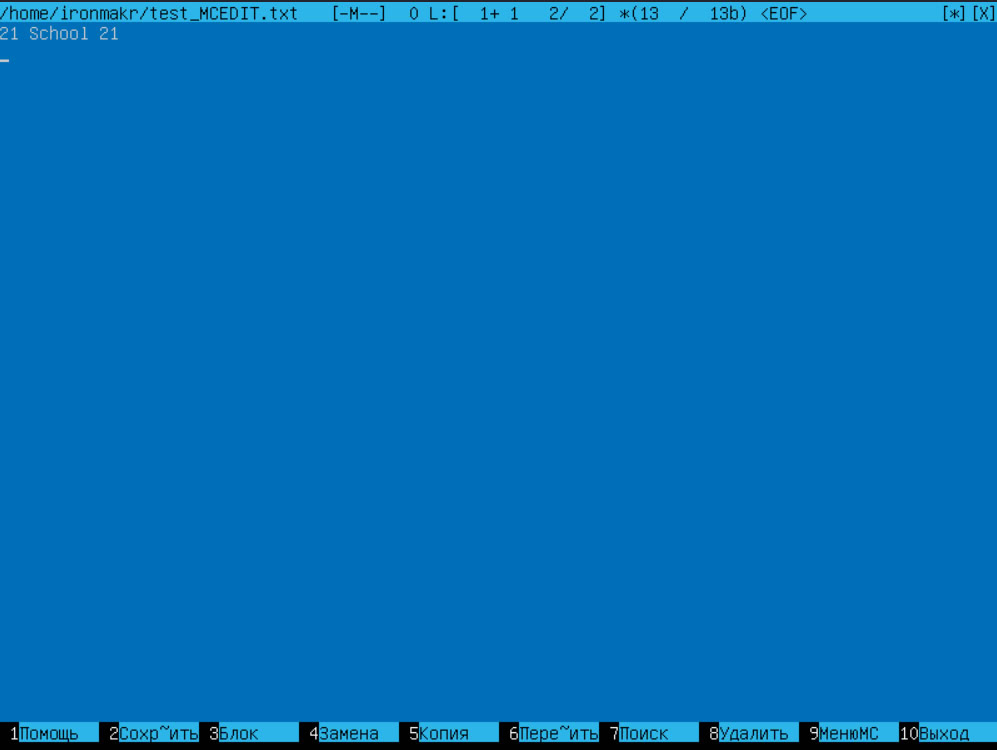 /home/ironmakr/test_MCEDIT.txt [-M--] 0 L:[ 1+ 1 2/ 2] *(13 / 13b) <EOF> [*][X]
21 School 21
1Помощь 2Сохр~ить 3Блок 4Замена 5Копия 6Пере~ить 7Поиск 8Удалить 9МенюMC 10Выход